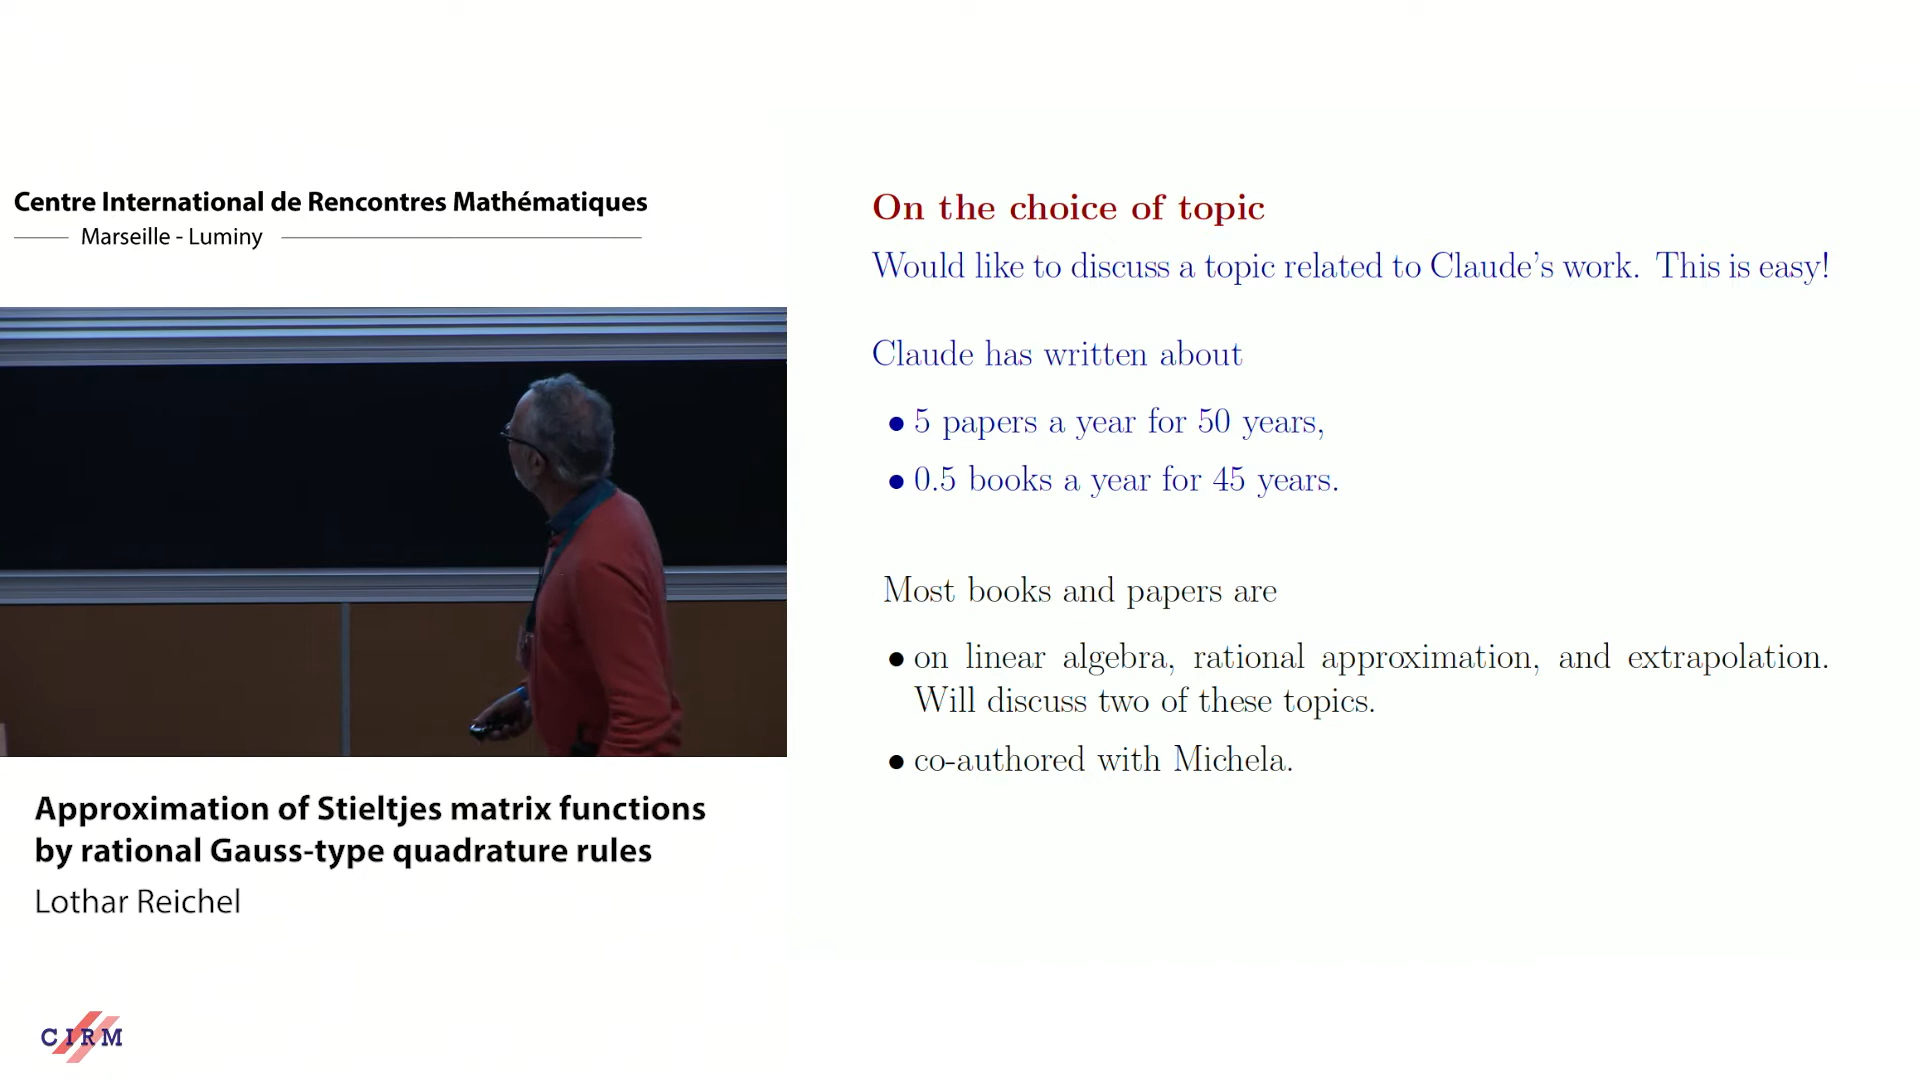 Centre International de Rencontres Mathématiques
Marseille - Luminy
On the choice of topic
Would like to discuss a topic related to Claude's work. This is easy!
Claude has written about
• 5 papers a year for 50 years,
• 0.5 books a year for 45 years.
Most books and papers are
• on linear algebra, rational approximation, and extrapolation.
Will discuss two of these topics.
• co-authored with Michela.
Approximation of Stieltjes matrix functions
by rational Gauss-type quadrature rules
Lothar Reichel
CIRM